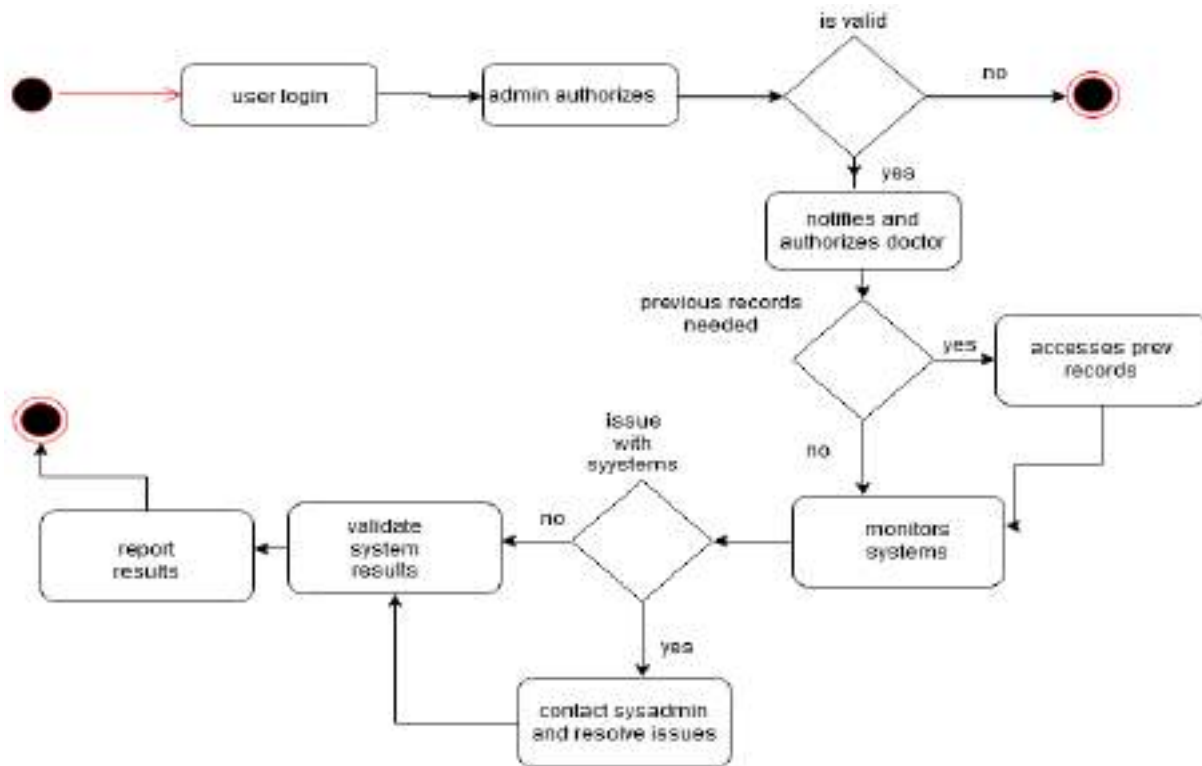 is valid
user login
admin authorizes
no
yes
notifies and
authorizes doctor
previous records
needed
yes
accesses prev
records
no
issue
with
syystems
monitors
systems
no
validate
system
results
report
results
yes
contact sysadmin
and resolve issues